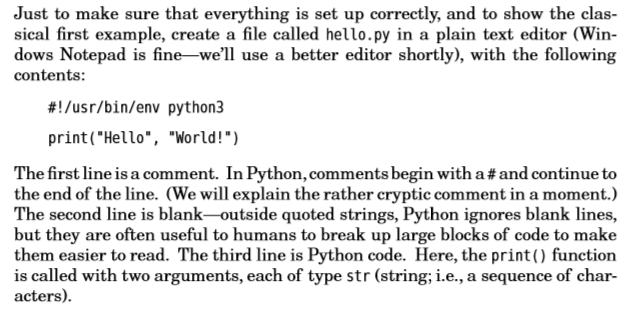 Just to make sure that everything is set up correctly, and to show the clas-
sical first example, create a file called hello.py in a plain text editor (Win-
dows Notepad is fine—we'll use a better editor shortly), with the following
contents:
#!/usr/bin/env python3
print("Hello", "World!")
The first line is a comment. In Python, comments begin with a # and continue to
the end of the line. (We will explain the rather cryptic comment in a moment.)
The second line is blank—outside quoted strings, Python ignores blank lines,
but they are often useful to humans to break up large blocks of code to make
them easier to read. The third line is Python code. Here, the print() function
is called with two arguments, each of type str (string; i.e., a sequence of char-
acters).